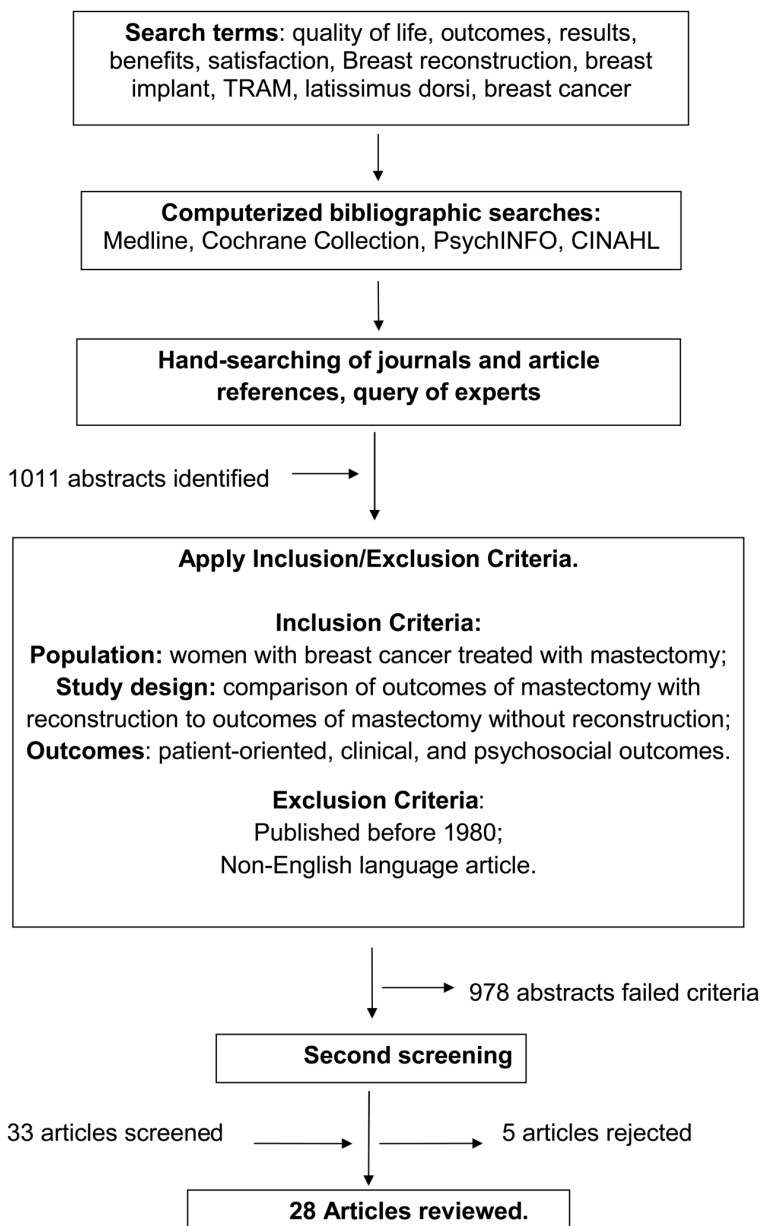 Search terms: quality of life, outcomes, results,
benefits, satisfaction, Breast reconstruction, breast
implant, TRAM, latissimus dorsi, breast cancer
Computerized bibliographic searches:
Medline, Cochrane Collection, PsychINFO, CINAHL
Hand-searching of journals and article
references, query of experts
1011 abstracts identified
Apply Inclusion/Exclusion Criteria.
Inclusion Criteria:
Population: women with breast cancer treated with mastectomy;
Study design: comparison of outcomes of mastectomy with
reconstruction to outcomes of mastectomy without reconstruction;
Outcomes: patient-oriented, clinical, and psychosocial outcomes.
Exclusion Criteria:
Published before 1980;
Non-English language article.
978 abstracts failed criteria
Second screening
33 articles screened
5 articles rejected
28 Articles reviewed.